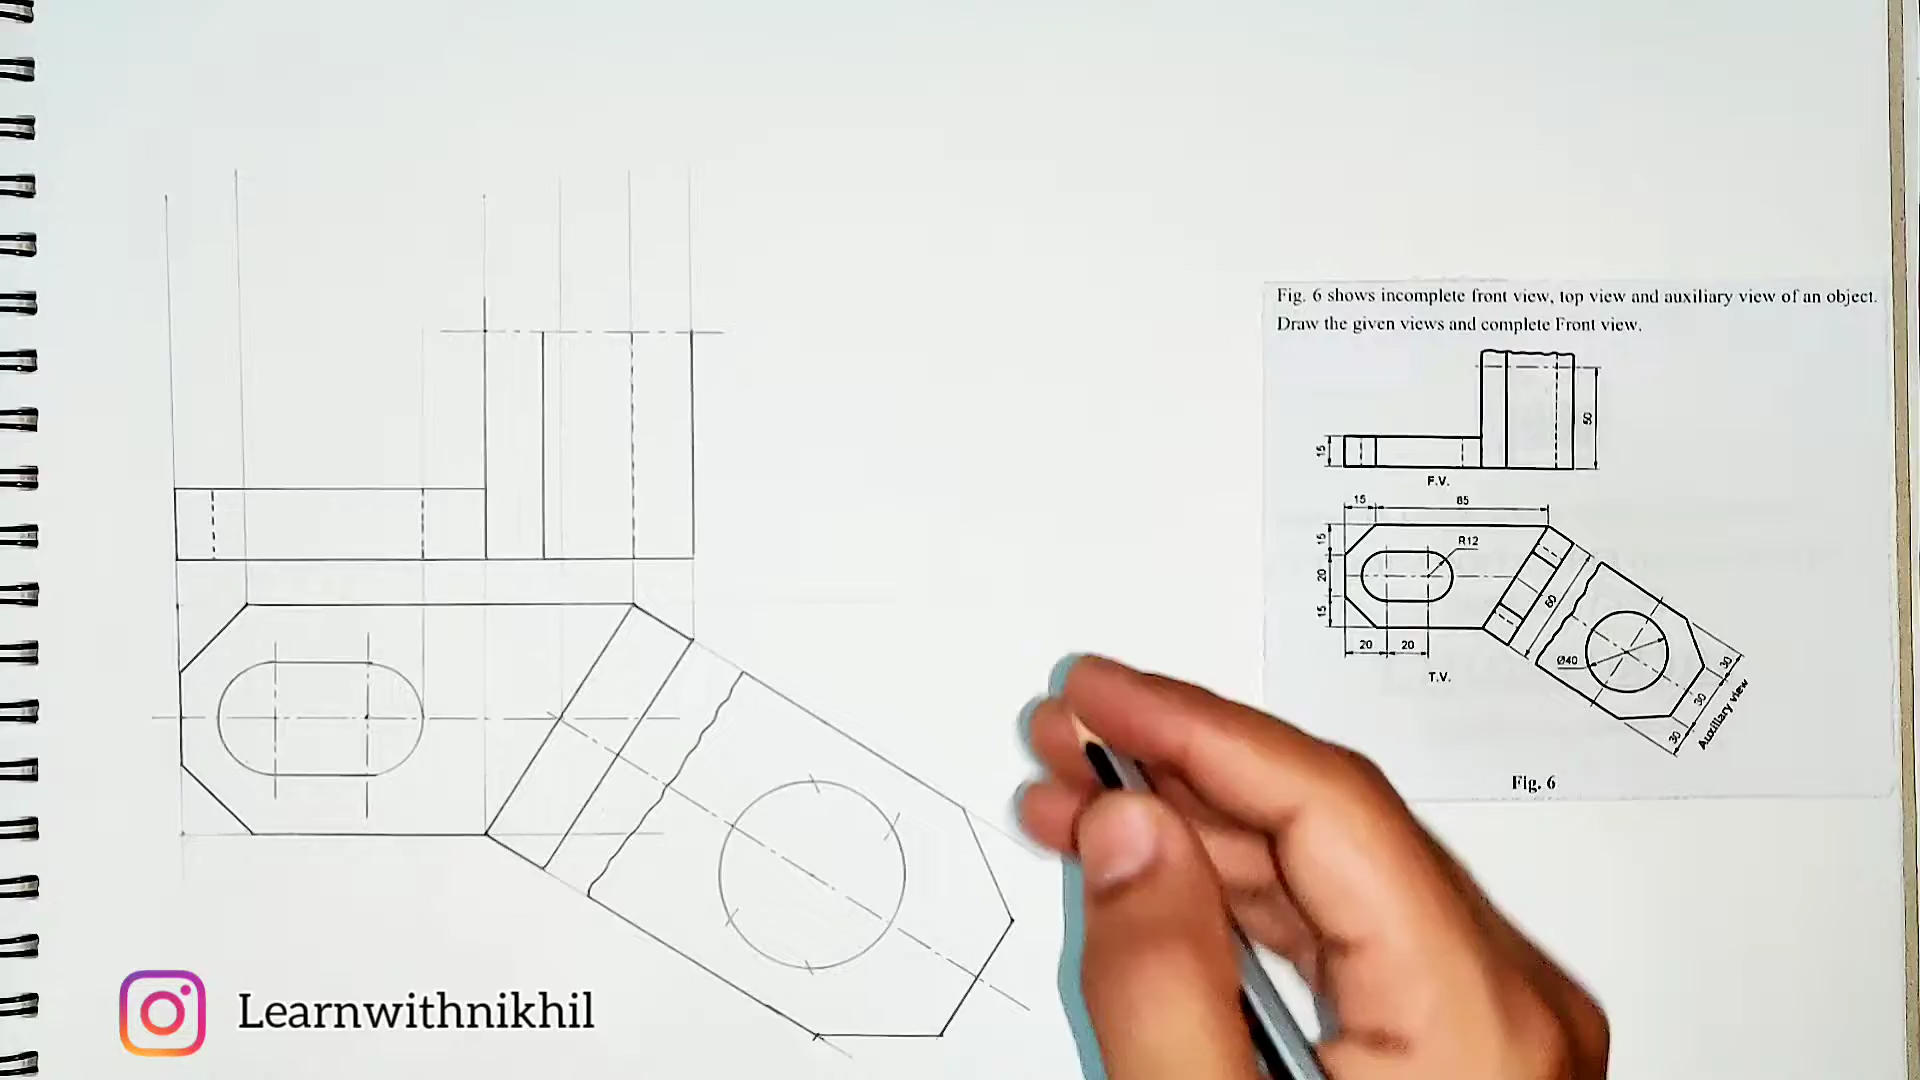 Fig. 6 shows incomplete front view, top view and auxiliary view of an object.
Draw the given views and complete Front view.
50
15
F.V.
15
85
R12
15
20
15
60
Ø40
20
20
30
30
30
T.V.
Auxiliary view
Fig. 6
Learnwithnikhil